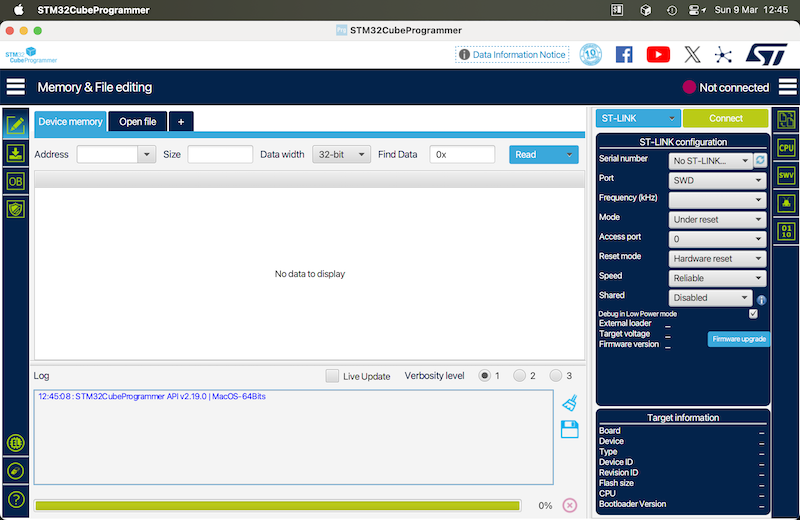 STM32CubeProgrammer
Sun 9 Mar 12:45
STM32CubeProgrammer
STM32
CubeProgrammer
Data Information Notice
Memory & File editing
Not connected
Device memory
Open file
+
Address
Size
Data width
32-bit
Find Data
0x
Read
No data to display
Log
Live Update
Verbosity level
1
2
3
12:45:08 : STM32CubeProgrammer API v2.19.0 | MacOS-64Bits
0%
OB
ST-LINK
Connect
ST-LINK configuration
Serial number
No ST-LINK...
Port
SWD
Frequency (kHz)
Mode
Under reset
Access port
0
Reset mode
Hardware reset
Speed
Reliable
Shared
Disabled
Debug in Low Power mode
External loader _
Target voltage _
Firmware version _
Firmware upgrade
Target information
Board _
Device _
Type _
Device ID _
Revision ID _
Flash size _
CPU _
Bootloader Version _
CPU
SWV
01
10